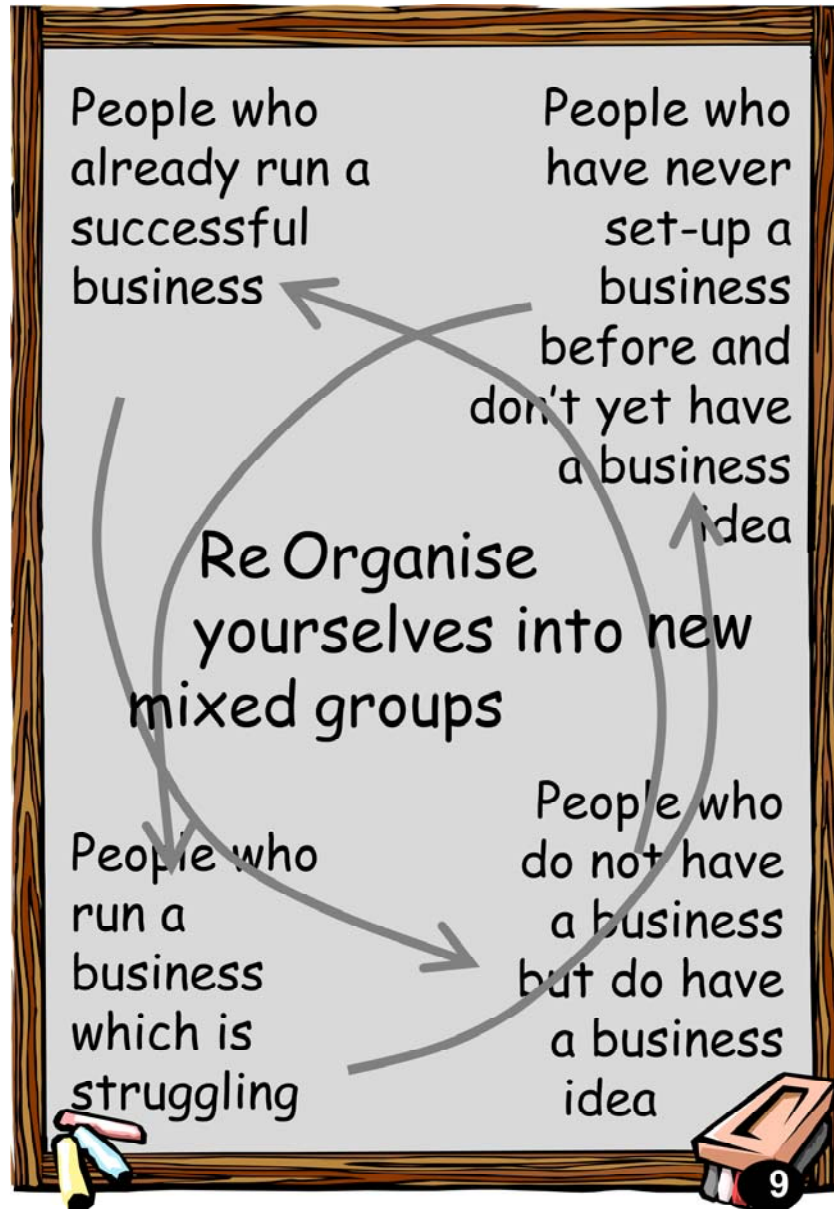 People who
already run a
successful
business
People who
have never
set-up a
business
before and
don't yet have
a business
idea
Re Organise
yourselves into new
mixed groups
People who
run a
business
which is
struggling
People who
do not have
a business
but do have
a business
idea
9